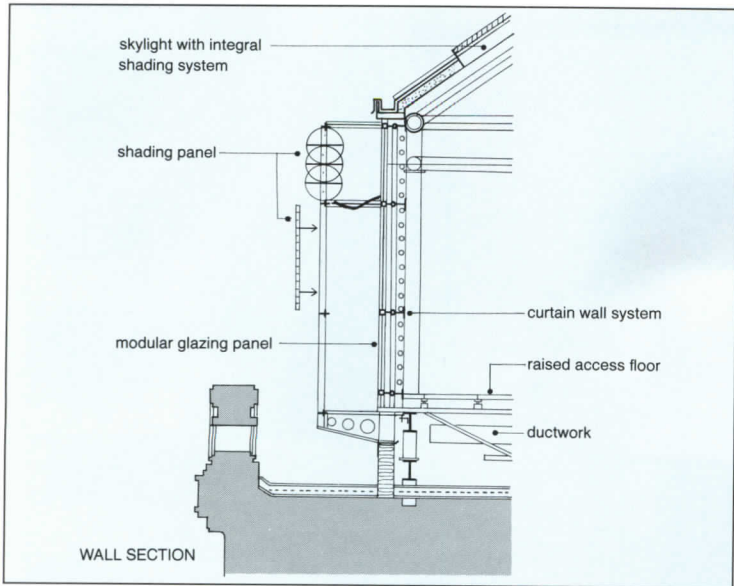 skylight with integral
shading system
shading panel
modular glazing panel
curtain wall system
raised access floor
ductwork
WALL SECTION